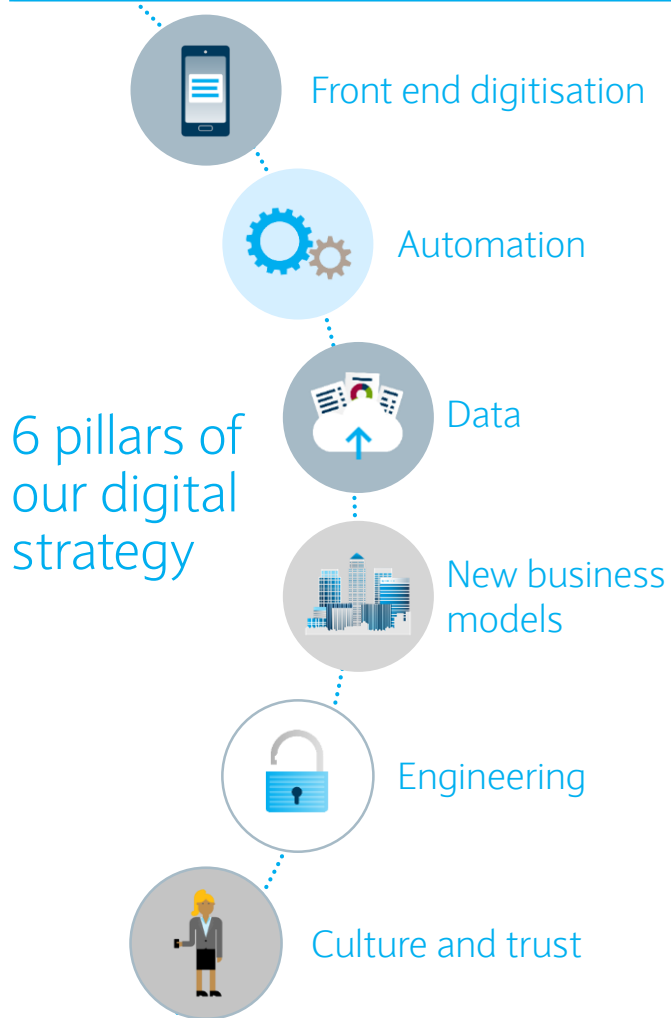 Front end digitisation
Automation
Data
6 pillars of
our digital
strategy
New business
models
Engineering
Culture and trust